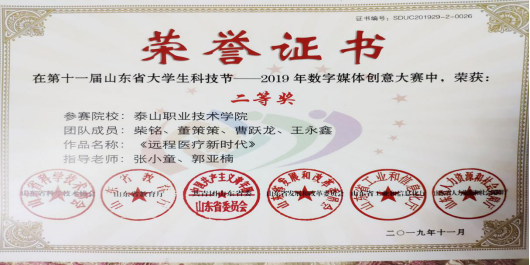 证书编号：SDUC201929-2-0026
荣誉证书
在第十一届山东省大学生科技节——2019年数字媒体创意大赛中，荣获：
二等奖
参赛院校：泰山职业技术学院
团队成员：柴铭、董策策、曹跃龙、王永鑫
作品名称：《远程医疗新时代》
指导老师：张小童、郭亚楠
山东省委员会
二〇一九年十一月